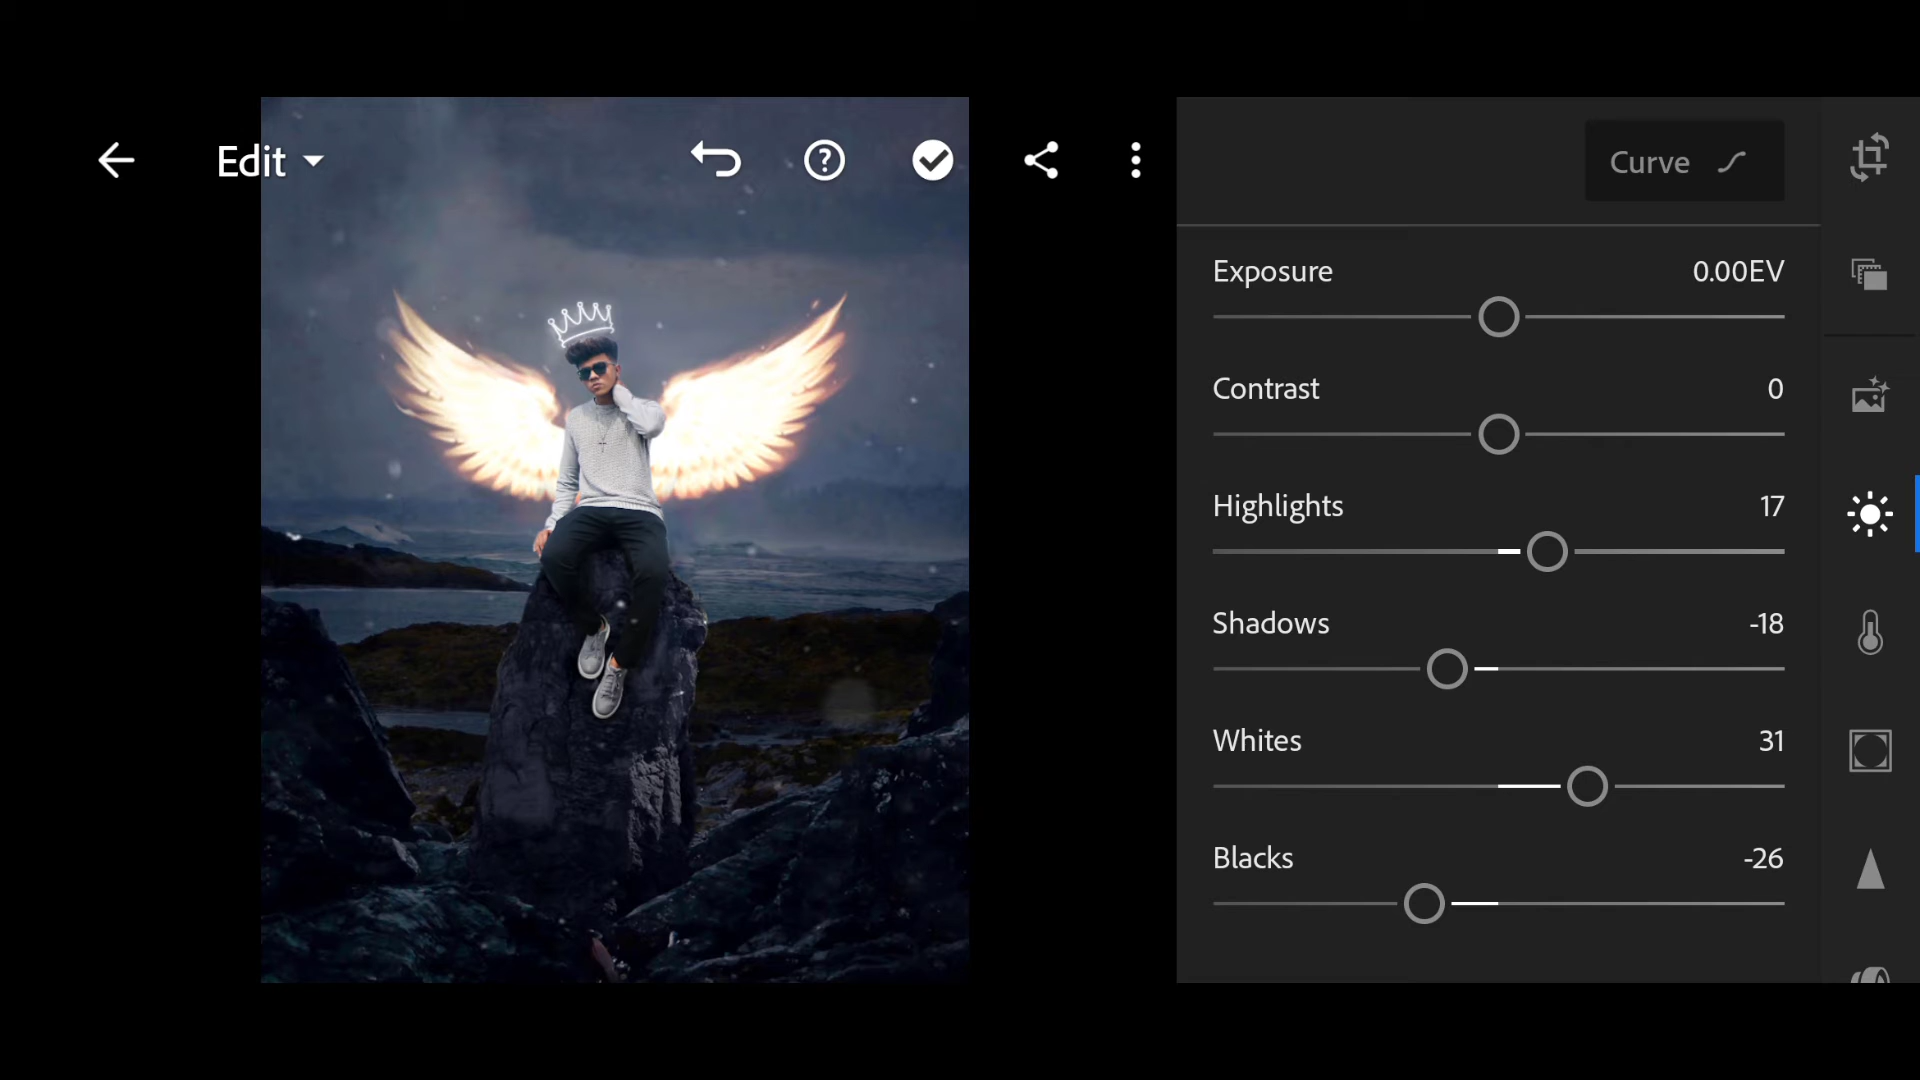 Edit
Curve
Exposure 0.00EV
Contrast 0
Highlights 17
Shadows -18
Whites 31
Blacks -26